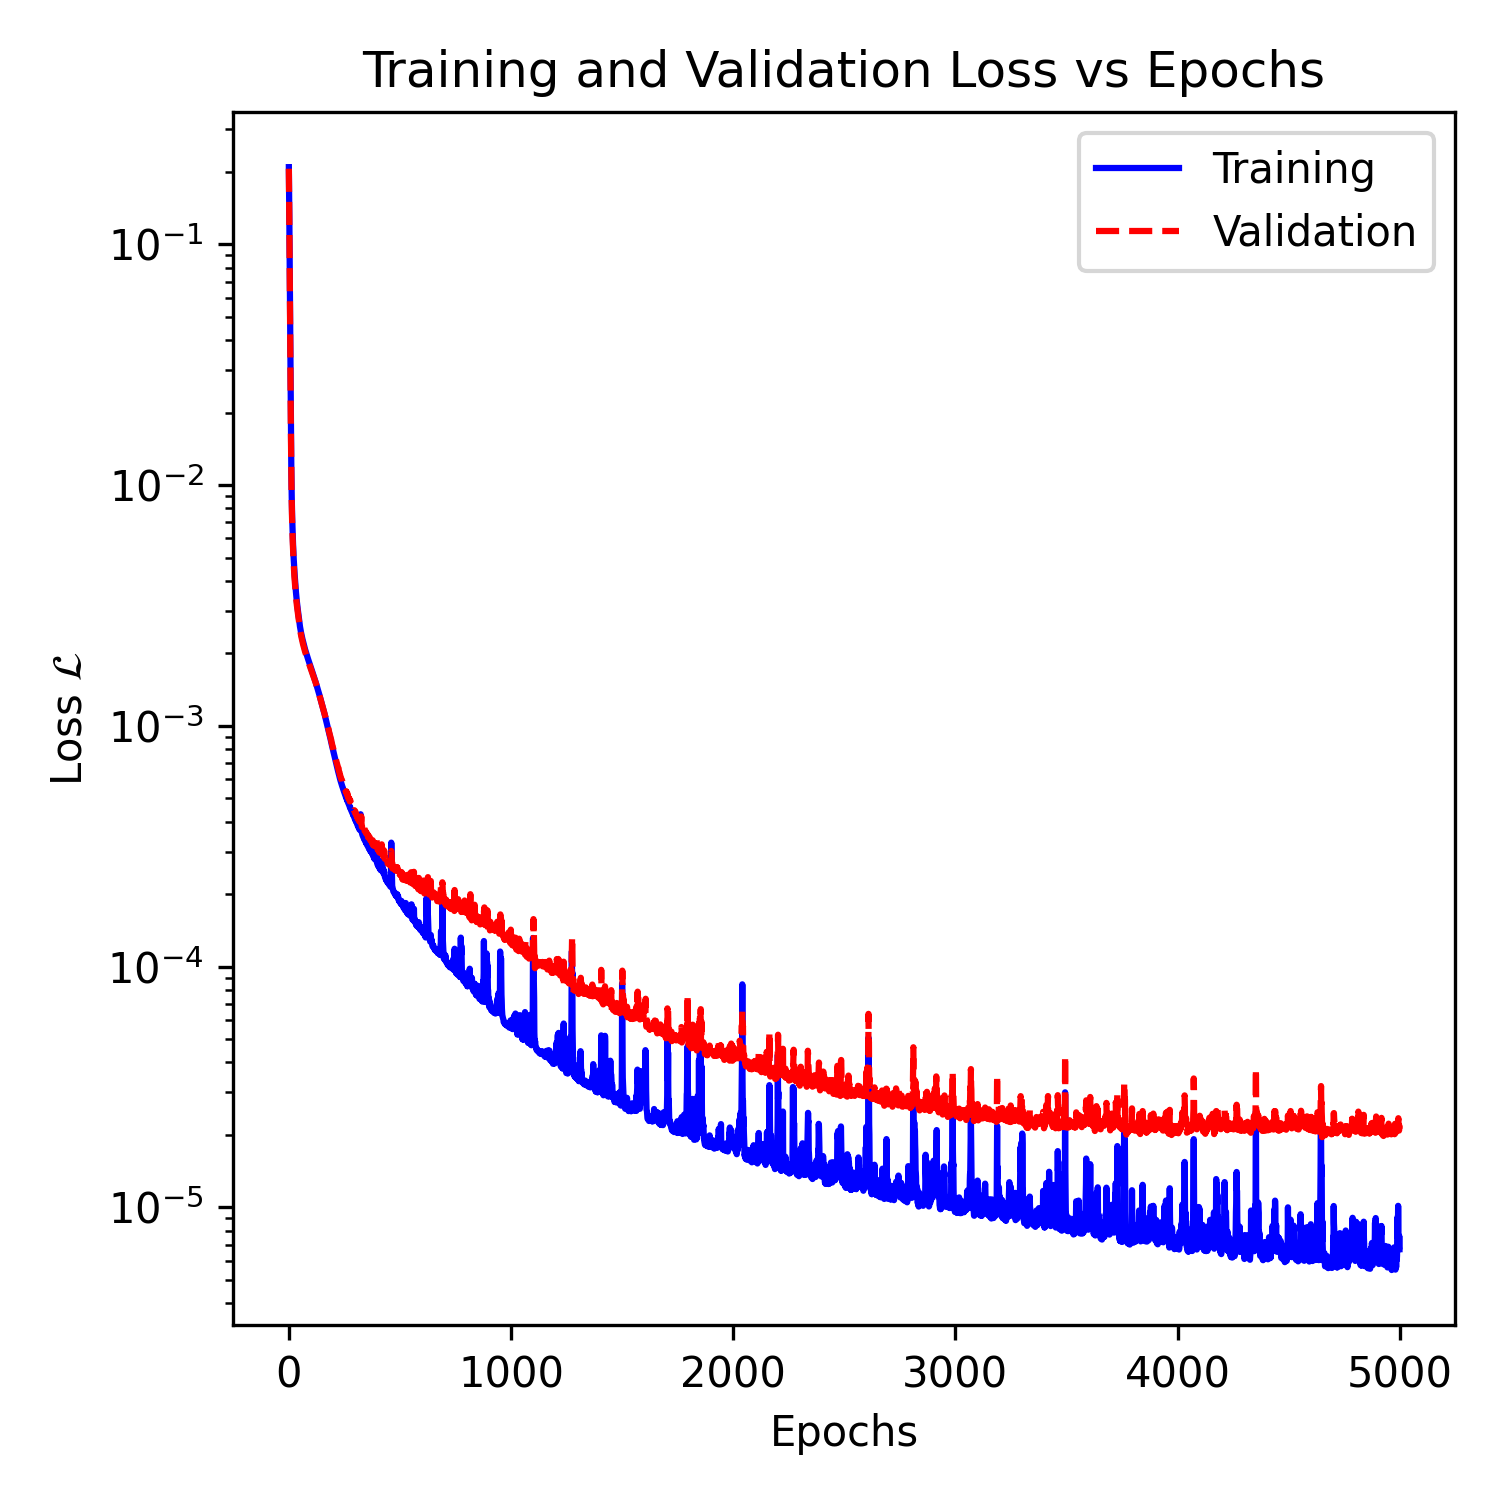 Training and Validation Loss vs Epochs
Training
Validation
10⁻¹
10⁻²
10⁻³
10⁻⁴
10⁻⁵
Loss ℒ
0 1000 2000 3000 4000 5000
Epochs